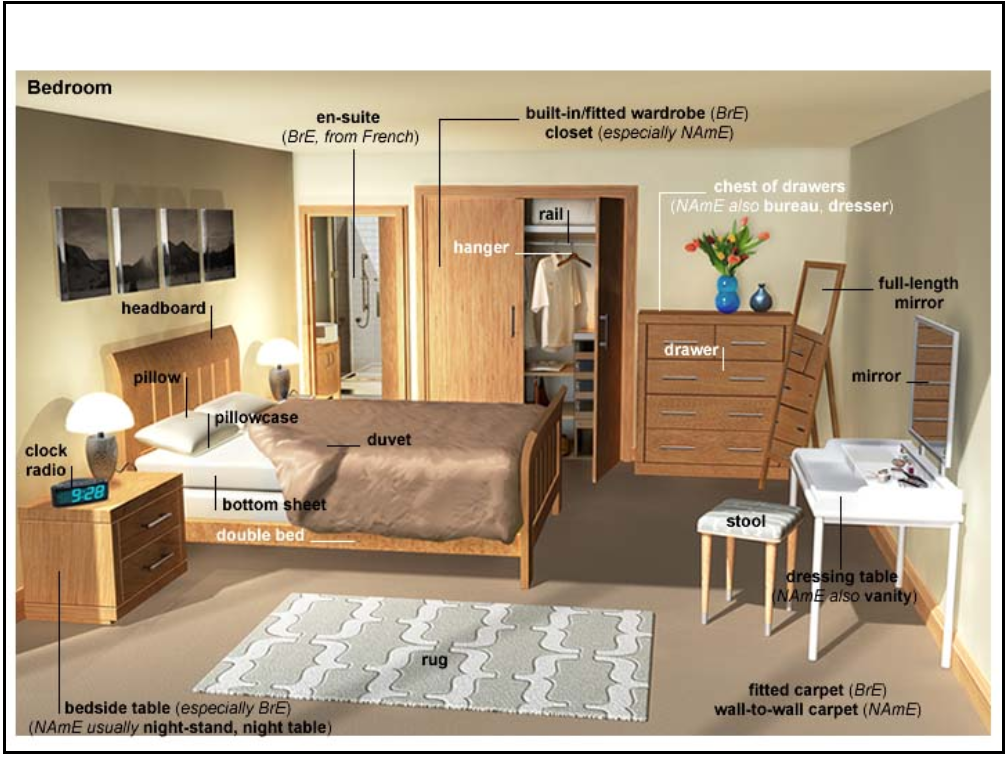 Bedroom
en-suite
(BrE, from French)
built-in/fitted wardrobe (BrE)
closet (especially NAmE)
chest of drawers
(NAmE also bureau, dresser)
rail
hanger
full-length
mirror
headboard
drawer
mirror
pillow
pillowcase
duvet
clock
radio
9:28
bottom sheet
stool
double bed
dressing table
(NAmE also vanity)
rug
fitted carpet (BrE)
wall-to-wall carpet (NAmE)
bedside table (especially BrE)
(NAmE usually night-stand, night table)